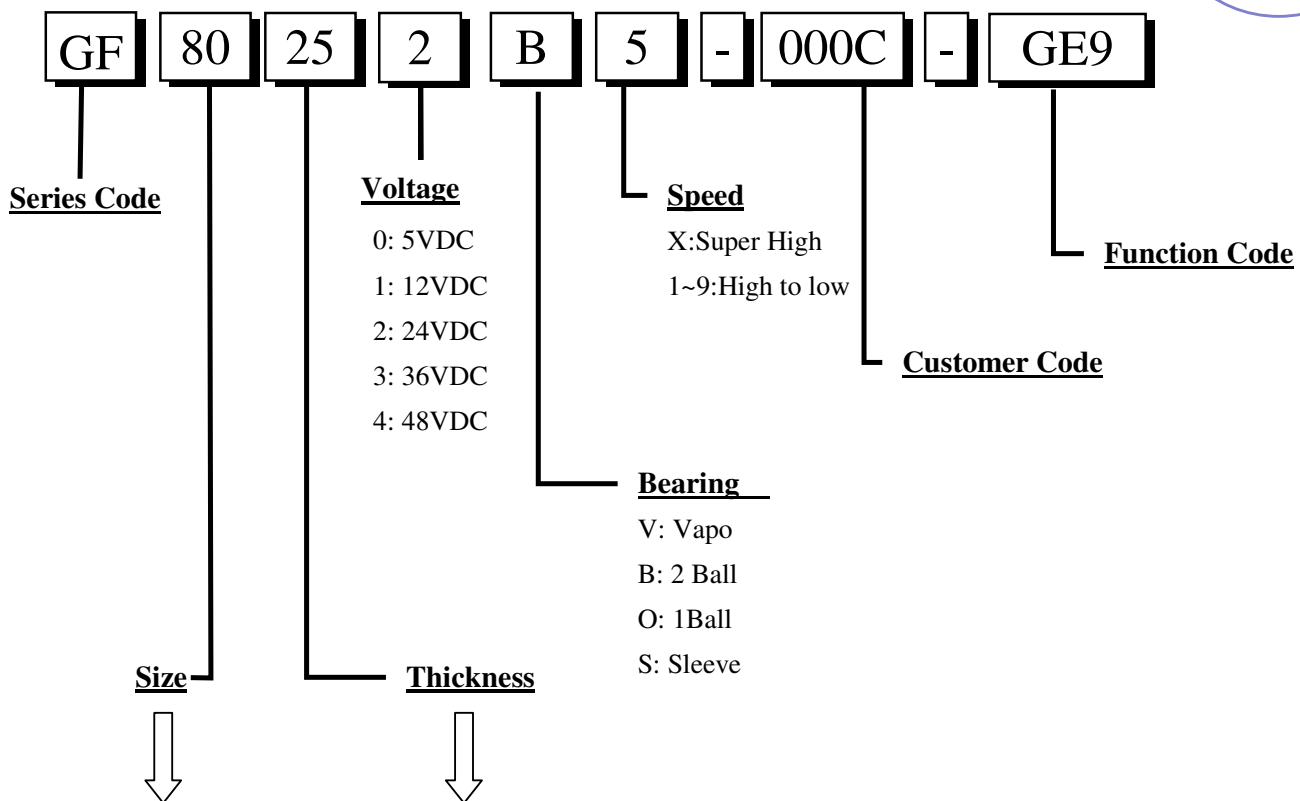 GF 80 25 2 B 5 - 000C - GE9
Series Code
Voltage
0: 5VDC
1: 12VDC
2: 24VDC
3: 36VDC
4: 48VDC
Speed
X:Super High
1~9:High to low
Function Code
Customer Code
Bearing
V: Vapo
B: 2 Ball
O: 1Ball
S: Sleeve
Size
Thickness